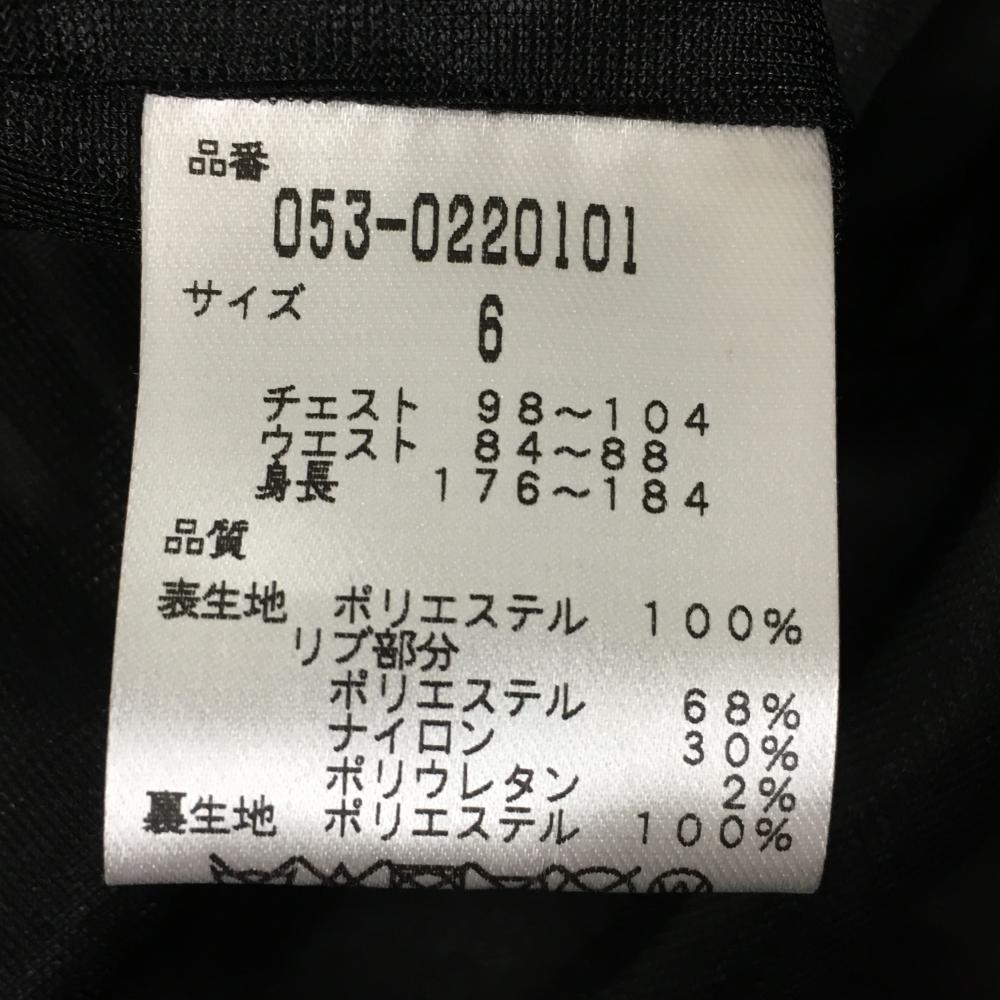 品番
053-0220101
サイズ 6
チェスト 98～104
ウエスト 84～88
身長 176～184
品質
表生地 ポリエステル 100%
リブ部分
ポリエステル 68%
ナイロン 30%
ポリウレタン 2%
裏生地 ポリエステル 100%